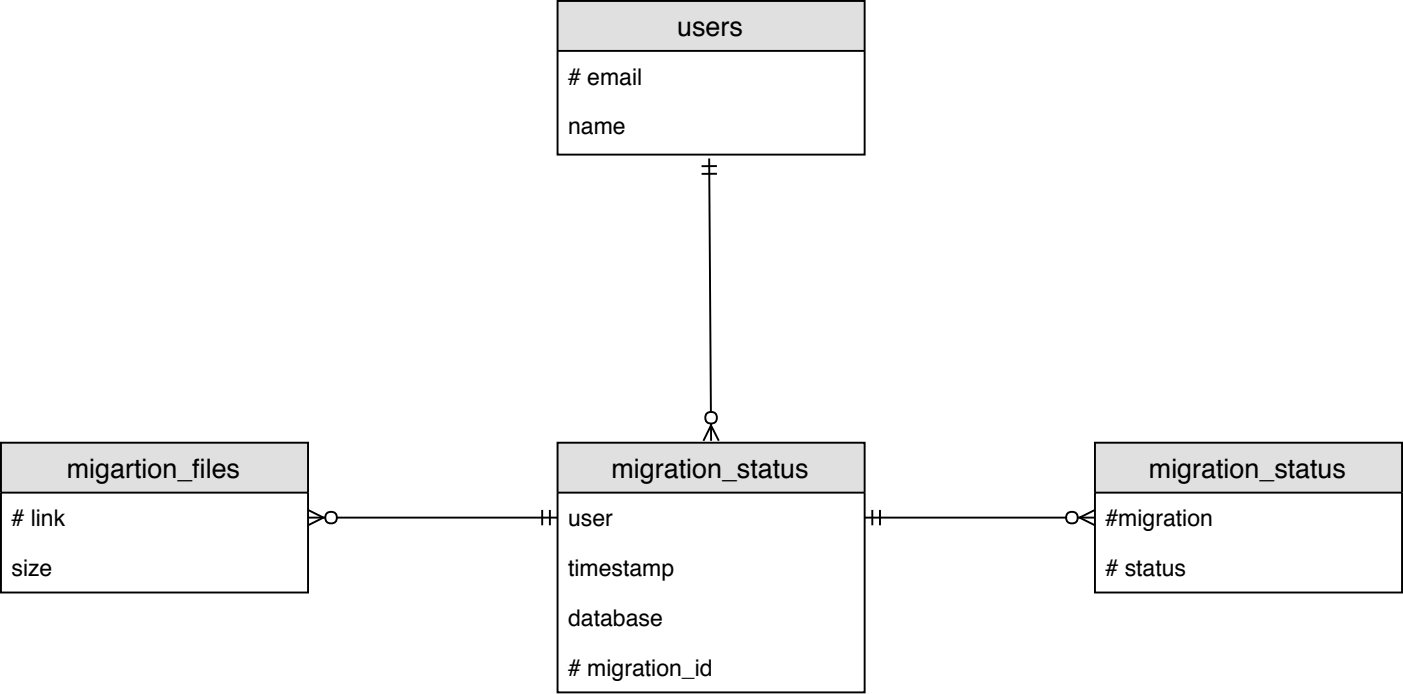 users
# email
name
migartion_files
# link
size
migration_status
user
timestamp
database
# migration_id
migration_status
#migration
# status